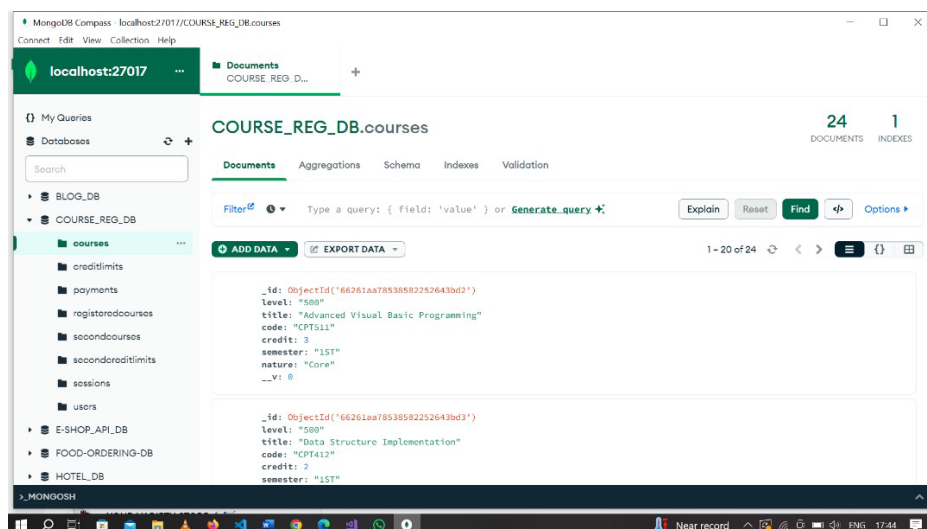 MongoDB Compass - localhost:27017/COURSE_REG_DB.courses
Connect Edit View Collection Help
localhost:27017 ...
Documents
COURSE_REG_D...
{} My Queries
Databases
Search
BLOG_DB
COURSE_REG_DB
courses ...
creditlimits
payments
registeredcourses
secondcourses
secondcreditlimits
sessions
users
E-SHOP_API_DB
FOOD-ORDERING-DB
HOTEL_DB
COURSE_REG_DB.courses
24
DOCUMENTS
1
INDEXES
Documents Aggregations Schema Indexes Validation
Filter Type a query: { field: 'value' } or Generate query Explain Reset Find </> Options
ADD DATA EXPORT DATA 1 – 20 of 24 {}
_id: ObjectId('66261aa78538582252643bd2')
level: "500"
title: "Advanced Visual Basic Programming"
code: "CPT511"
credit: 3
semester: "1ST"
nature: "Core"
__v: 0
_id: ObjectId('66261aa78538582252643bd3')
level: "500"
title: "Data Structure Implementation"
code: "CPT412"
credit: 2
semester: "1ST"
>_MONGOSH
Near record ENG 17:44